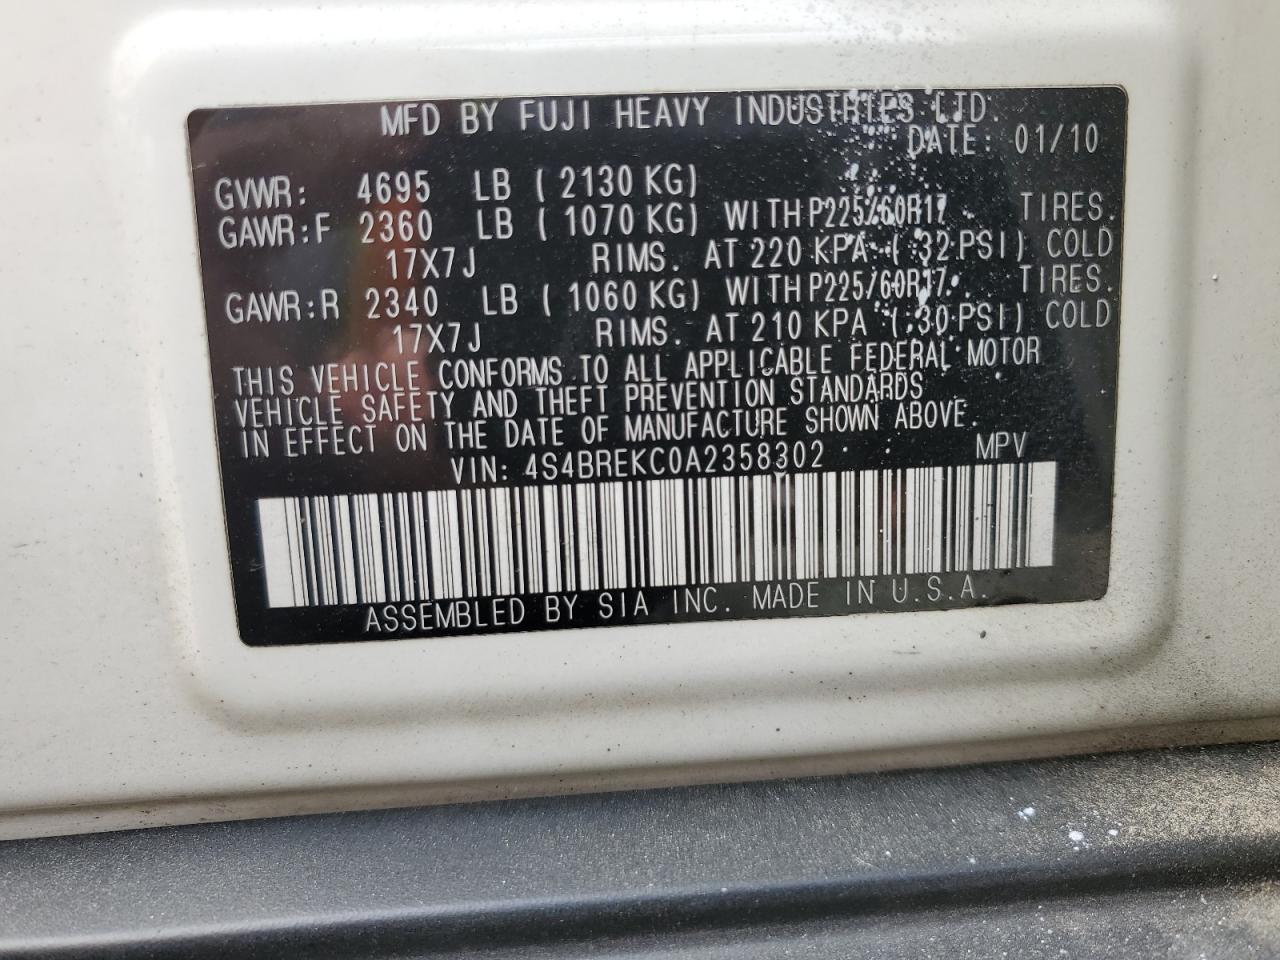 MFD BY FUJI HEAVY INDUSTRIES LTD.
DATE: 01/10
GVWR: 4695 LB ( 2130 KG)
GAWR:F 2360 LB ( 1070 KG) WITH P225/60R17 TIRES.
17X7J RIMS. AT 220 KPA ( 32 PSI) COLD
GAWR:R 2340 LB ( 1060 KG) WITH P225/60R17 TIRES.
17X7J RIMS. AT 210 KPA ( 30 PSI) COLD
THIS VEHICLE CONFORMS TO ALL APPLICABLE FEDERAL MOTOR
VEHICLE SAFETY AND THEFT PREVENTION STANDARDS
IN EFFECT ON THE DATE OF MANUFACTURE SHOWN ABOVE.
VIN: 4S4BREKC0A2358302 MPV
ASSEMBLED BY SIA INC. MADE IN U.S.A.